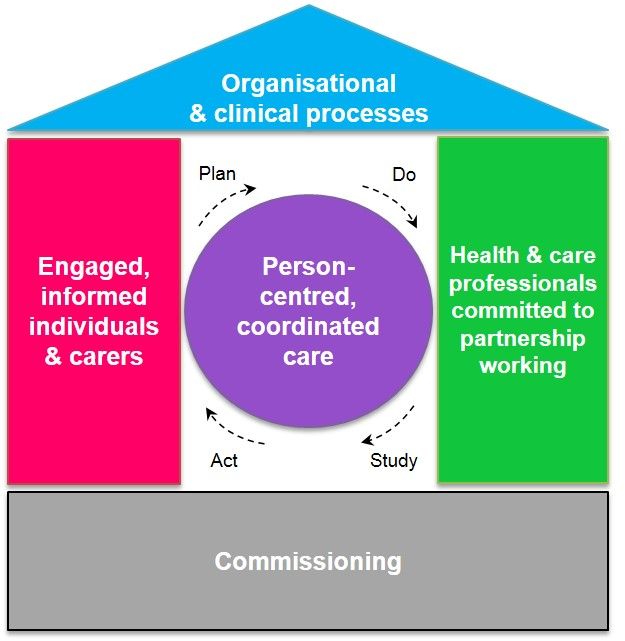 Organisational
& clinical processes
Plan
Do
Engaged,
informed
individuals
& carers
Person-
centred,
coordinated
care
Health & care
professionals
committed to
partnership
working
Act
Study
Commissioning